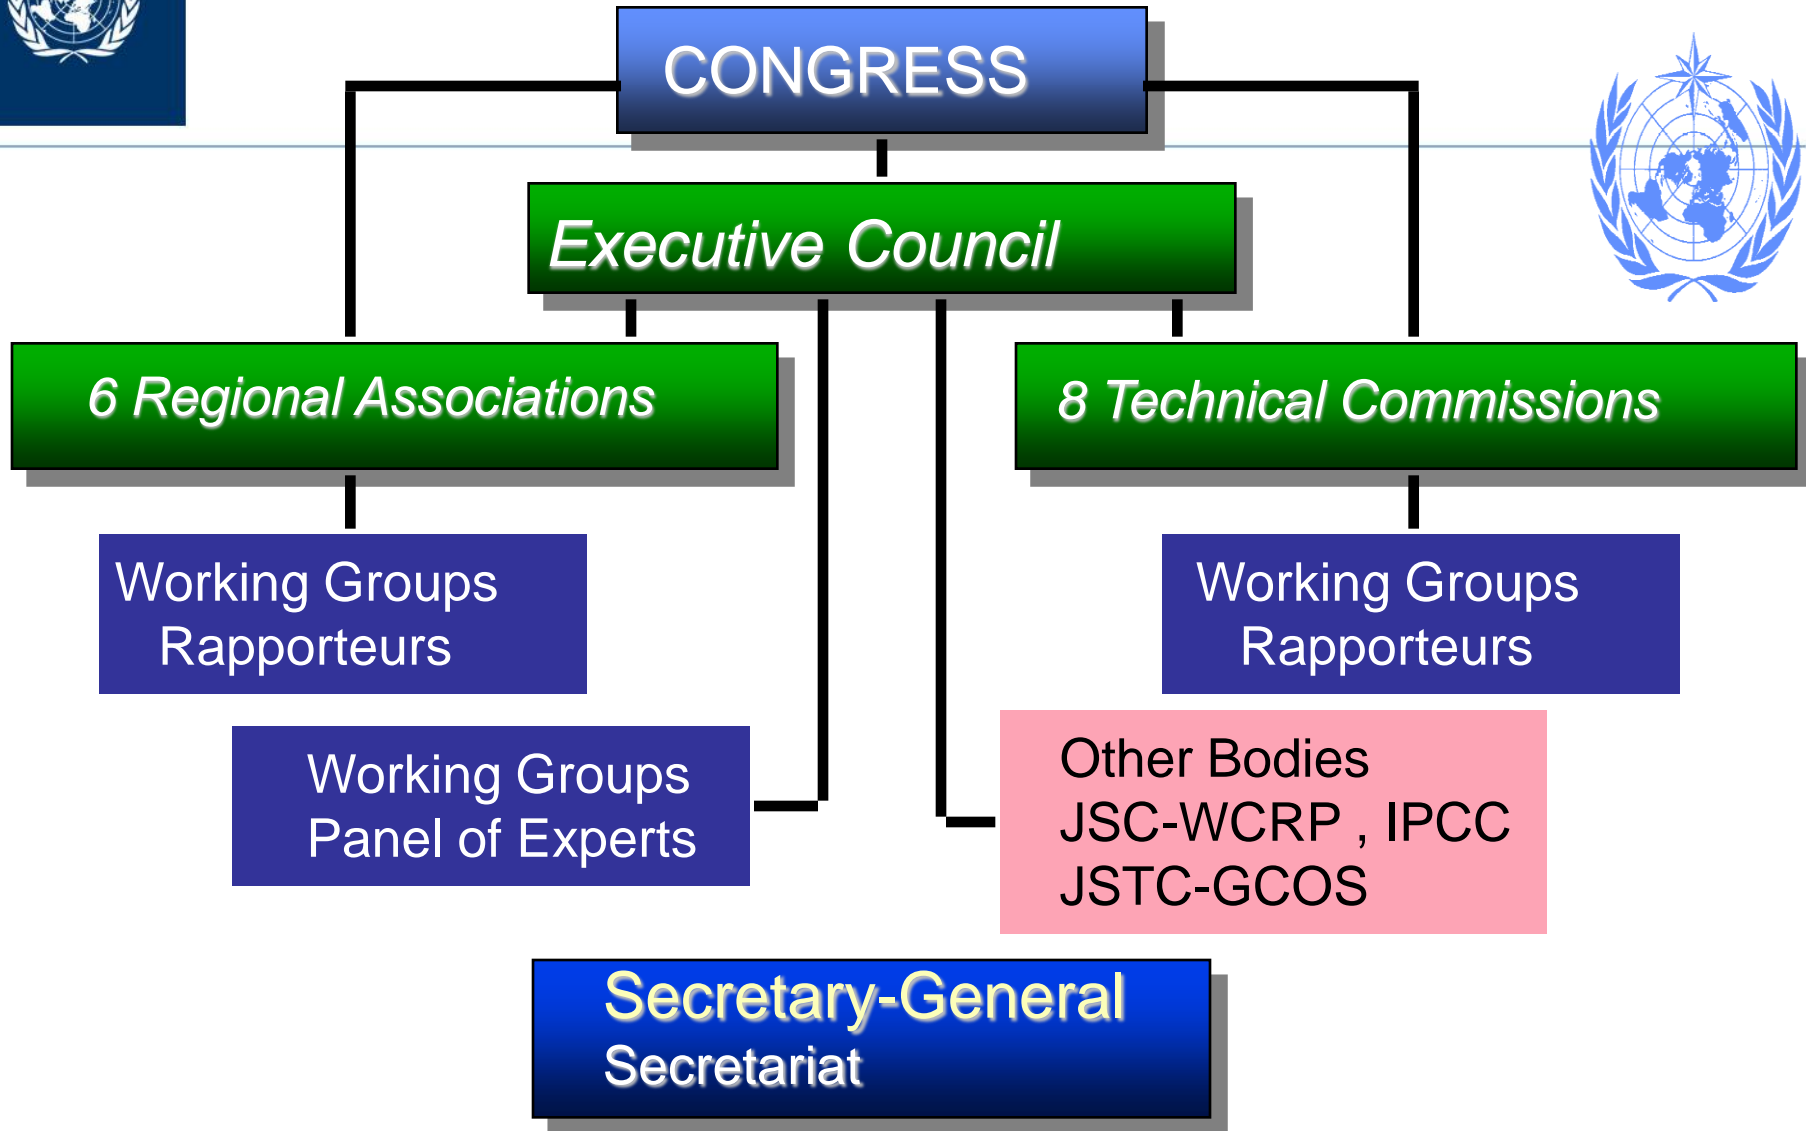 CONGRESS
Executive Council
6 Regional Associations
8 Technical Commissions
Working Groups
Rapporteurs
Working Groups
Rapporteurs
Working Groups
Panel of Experts
Other Bodies
JSC-WCRP , IPCC
JSTC-GCOS
Secretary-General
Secretariat